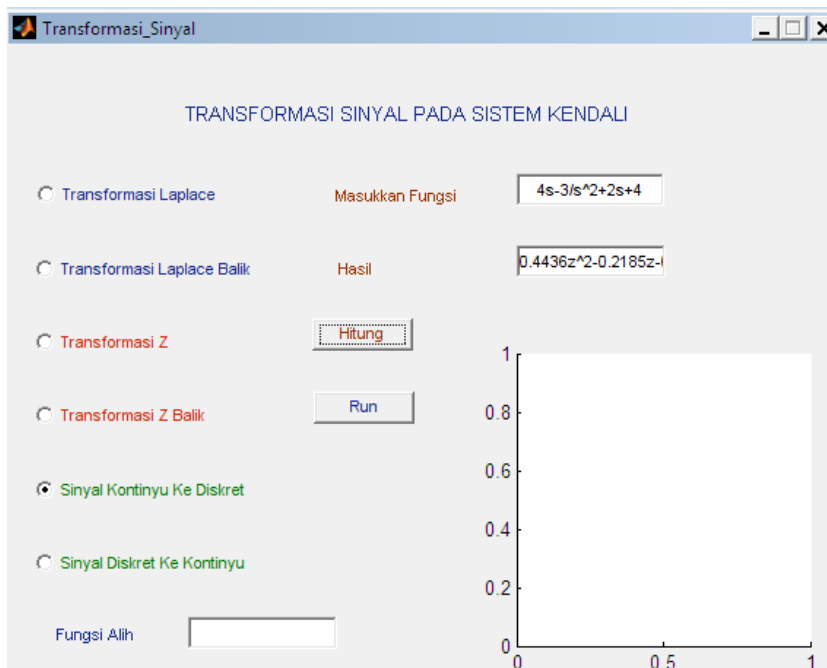 Transformasi_Sinyal
TRANSFORMASI SINYAL PADA SISTEM KENDALI
Transformasi Laplace
Masukkan Fungsi
4s-3/s^2+2s+4
Transformasi Laplace Balik
Hasil
0.4436z^2-0.2185z-
Transformasi Z
Hitung
Transformasi Z Balik
Run
Sinyal Kontinyu Ke Diskret
Sinyal Diskret Ke Kontinyu
Fungsi Alih
1
0.8
0.6
0.4
0.2
0
0 0.5 1